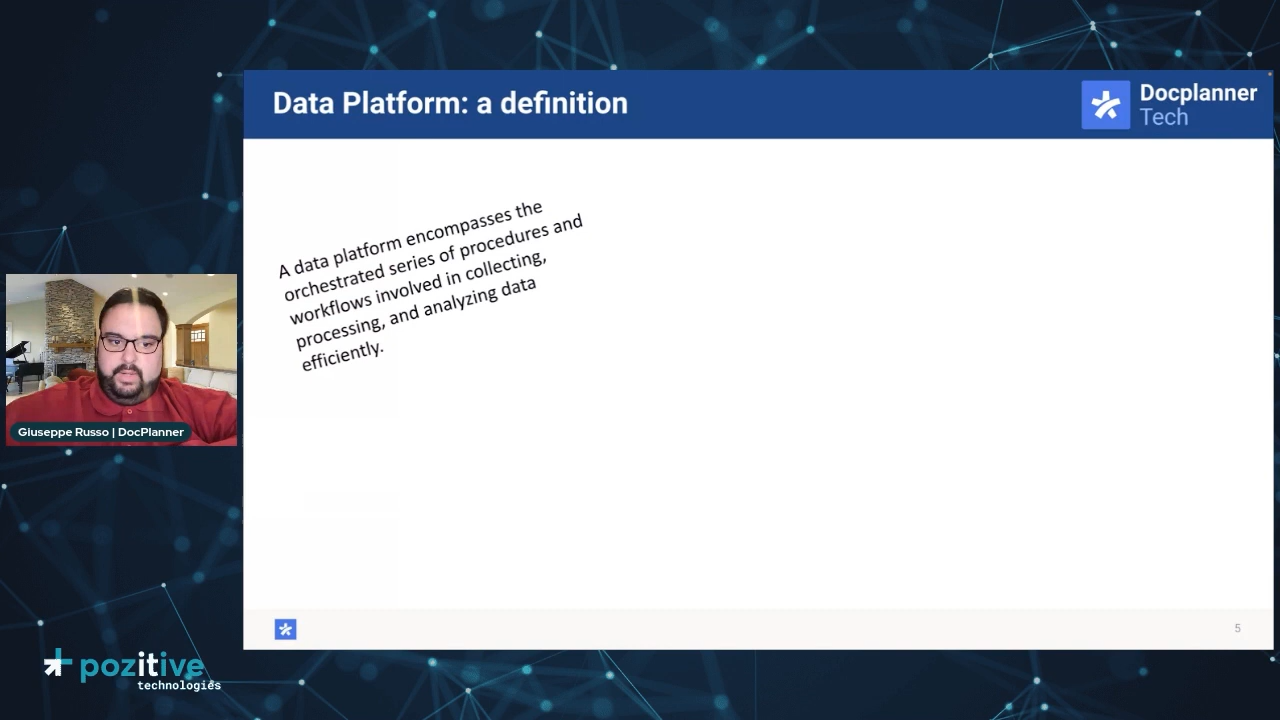 Data Platform: a definition
Docplanner
Tech
A data platform encompasses the
orchestrated series of procedures and
workflows involved in collecting,
processing, and analyzing data
efficiently.
Giuseppe Russo | DocPlanner
5
pozitive
technologies